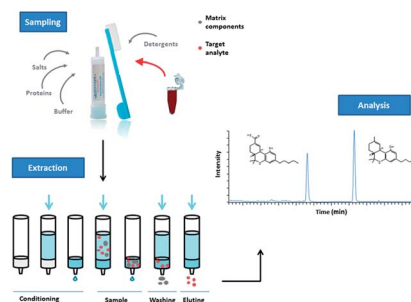 Sampling
Matrix
components
Target
analyte
Detergents
Salts
Proteins
Buffer
Analysis
Extraction
Intensity
Time (min)
Conditioning
Sample
Washing
Eluting